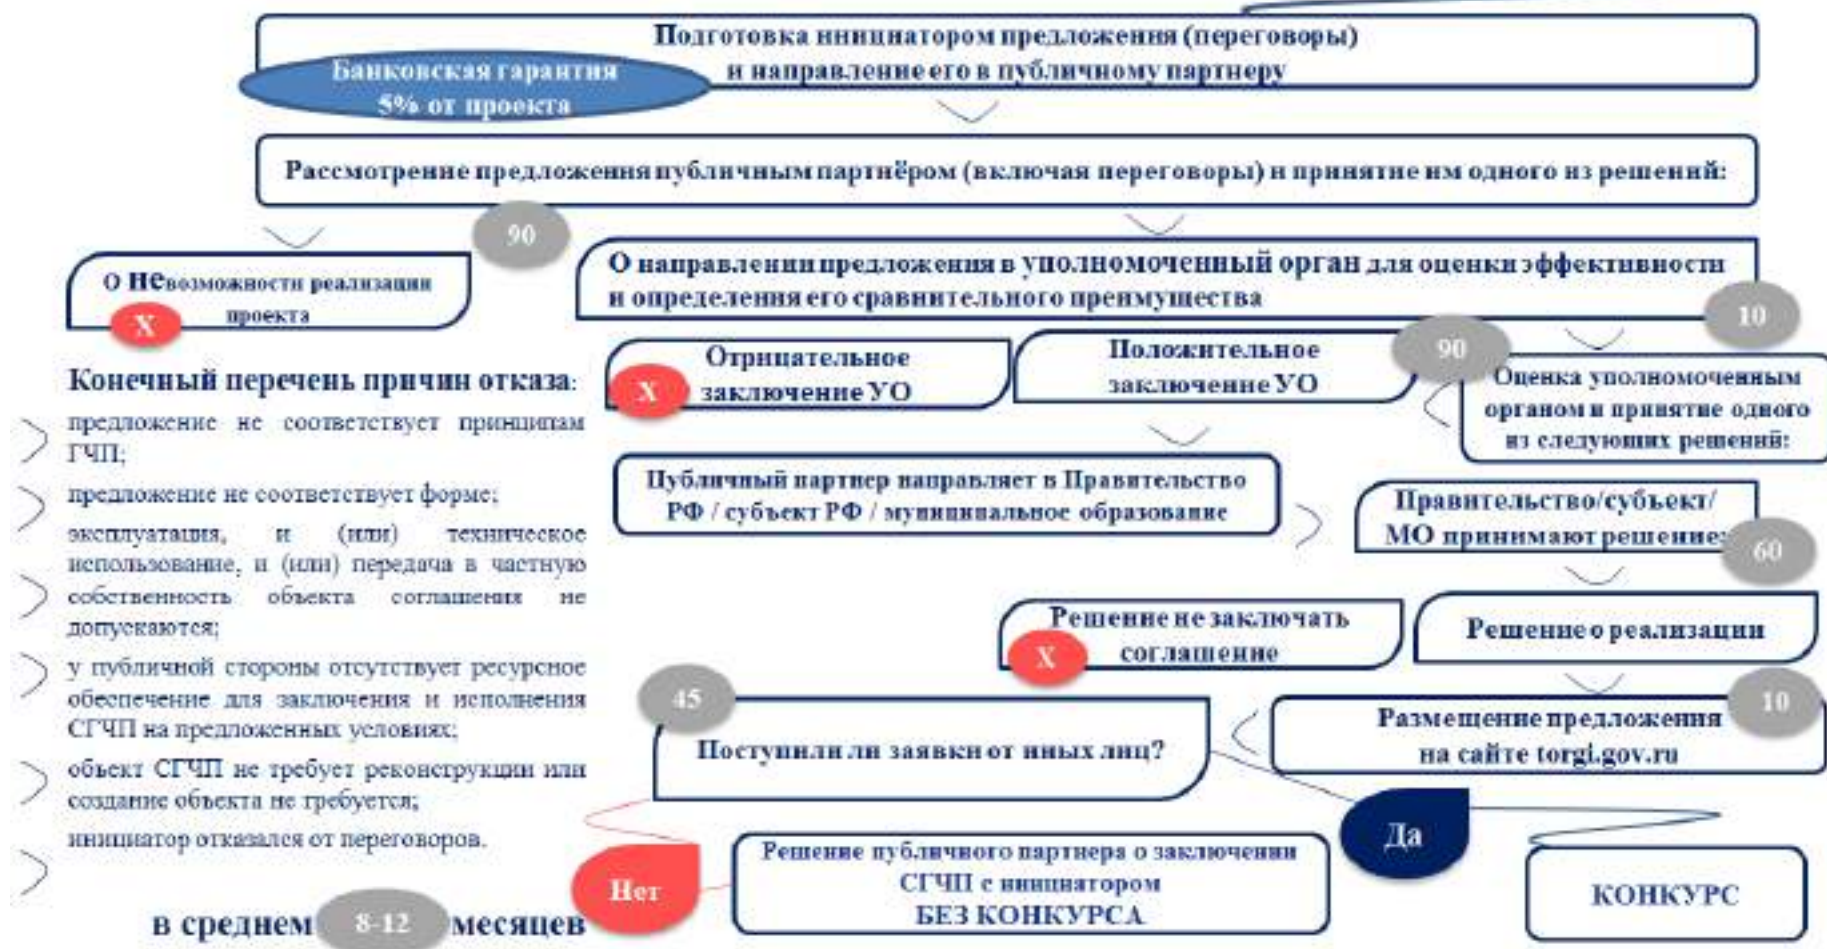 Подготовка инициатором предложения (переговоры)
и направление его в публичному партнеру
Банковская гарантия
5% от проекта
Рассмотрение предложения публичным партнёром (включая переговоры) и принятие им одного из решений:
90
О невозможности реализации
проекта
X
О направлении предложения в уполномоченный орган для оценки эффективности
и определения его сравнительного преимущества
10
Отрицательное
заключение УО
X
Положительное
заключение УО
90
Оценка уполномоченным
органом и принятие одного
из следующих решений:
Конечный перечень причин отказа:
предложение не соответствует принципам
ГЧП;
предложение не соответствует форме;
эксплуатация, и (или) техническое
использование, и (или) передача в частную
собственность объекта соглашения не
допускаются;
у публичной стороны отсутствует ресурсное
обеспечение для заключения и исполнения
СГЧП на предложенных условиях;
объект СГЧП не требует реконструкции или
создание объекта не требуется;
инициатор отказался от переговоров.
в среднем 8-12 месяцев
Публичный партнер направляет в Правительство
РФ / субъект РФ / муниципальное образование
Правительство/субъект/
МО принимают решение:
60
Решение не заключать
соглашение
X
Решение о реализации
10
Размещение предложения
на сайте torgi.gov.ru
45
Поступили ли заявки от иных лиц?
Да
КОНКУРС
Нет
Решение публичного партнера о заключении
СГЧП с инициатором
БЕЗ КОНКУРСА